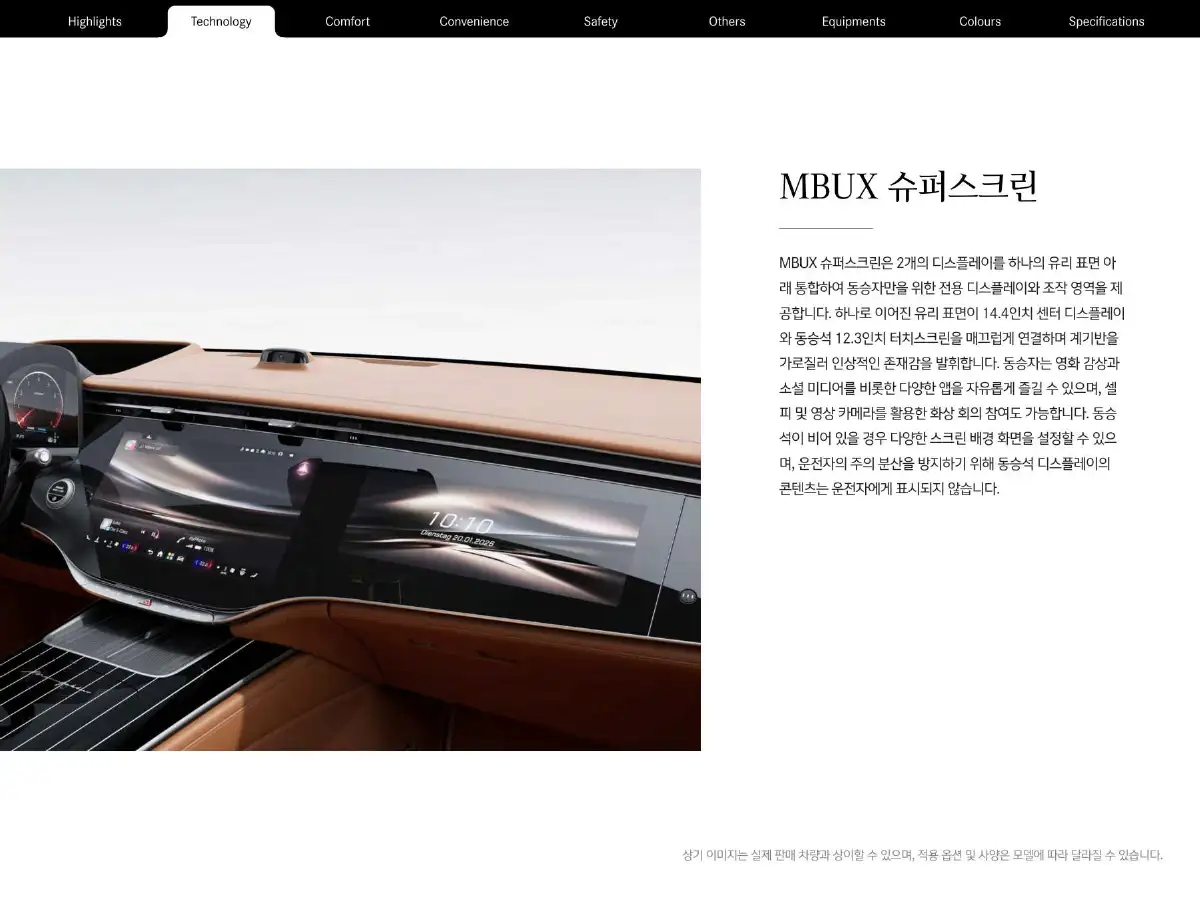 Highlights
Technology
Comfort
Convenience
Safety
Others
Equipments
Colours
Specifications
MBUX 슈퍼스크린
MBUX 슈퍼스크린은 2개의 디스플레이를 하나의 유리 표면 아
래 통합하여 동승자만을 위한 전용 디스플레이와 조작 영역을 제
공합니다. 하나로 이어진 유리 표면이 14.4인치 센터 디스플레이
와 동승석 12.3인치 터치스크린을 매끄럽게 연결하며 계기반을
가로질러 인상적인 존재감을 발휘합니다. 동승자는 영화 감상과
소셜 미디어를 비롯한 다양한 앱을 자유롭게 즐길 수 있으며, 셀
피 및 영상 카메라를 활용한 화상 회의 참여도 가능합니다. 동승
석이 비어 있을 경우 다양한 스크린 배경 화면을 설정할 수 있으
며, 운전자의 주의 분산을 방지하기 위해 동승석 디스플레이의
콘텐츠는 운전자에게 표시되지 않습니다.
10:10
Dienstag 20.01.2026
상기 이미지는 실제 판매 차량과 상이할 수 있으며, 적용 옵션 및 사양은 모델에 따라 달라질 수 있습니다.